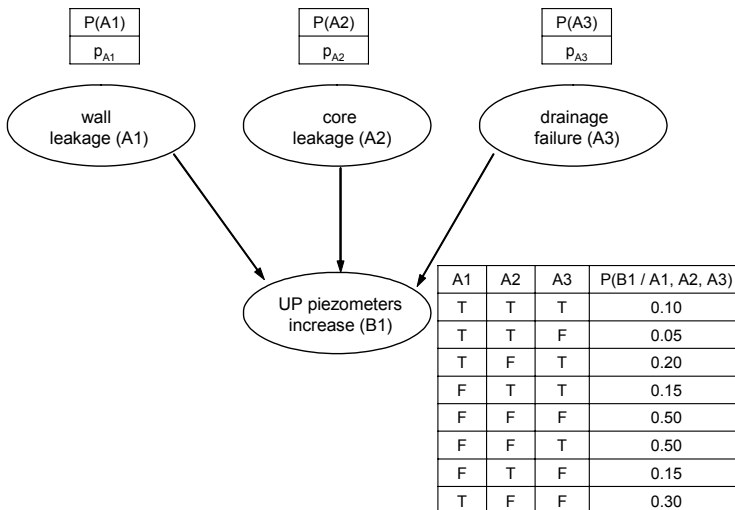 P(A1) P(A2) P(A3)
pA1 pA2 pA3
wall core drainage
leakage (A1) leakage (A2) failure (A3)
A1 A2 A3 P(B1 / A1, A2, A3)
T T T 0.10
UP piezometers
increase (B1)
T T F 0.05
T F T 0.20
F T T 0.15
F F F 0.50
F F T 0.50
F T F 0.15
T F F 0.30